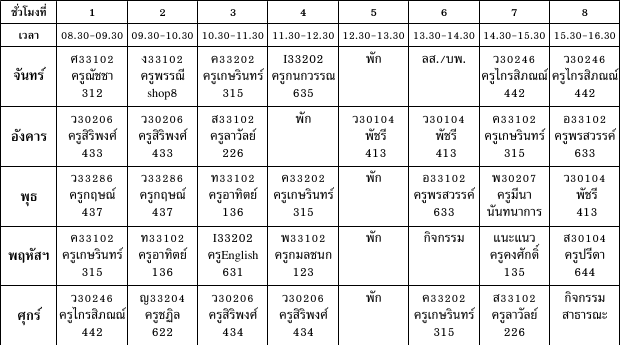 ชั่วโมงที่ 1 2 3 4 5 6 7 8
เวลา 08.30-09.30 09.30-10.30 10.30-11.30 11.30-12.30 12.30-13.30 13.30-14.30 14.30-15.30 15.30-16.30
จันทร์ ศ33102 ง33102 ค33202 I33202 พัก ลส./บพ. ว30246 ว30246
ครูณัชชา ครูพรรณี ครูเกษรินทร์ ครูกนกวรรณ ครูไกรสิภณณ์ ครูไกรสิภณณ์
312 shop8 315 635 442 442
อังคาร ว30206 ว30206 ส33102 พัก ว30104 ว30104 ค33102 อ33102
ครูสิริพงศ์ ครูสิริพงศ์ ครูลาวัลย์ พัชรี พัชรี ครูเกษรินทร์ ครูพรสวรรค์
433 433 226 413 413 315 633
พุธ ว33286 ว33286 ท33102 ค33202 พัก อ33102 พ30207 ว30104
ครูกฤษณ์ ครูกฤษณ์ ครูอาทิตย์ ครูเกษรินทร์ ครูพรสวรรค์ ครูมีนา พัชรี
437 437 136 315 633 นันทนาการ 413
พฤหัสฯ ค33102 ท33102 I33202 พ33102 พัก กิจกรรม แนะแนว ส30104
ครูเกษรินทร์ ครูอาทิตย์ ครูEnglish ครูกมลชนก ครูคงศักดิ์ ครูปรีดา
315 136 631 123 135 644
ศุกร์ ว30246 ญ33204 ว30206 ว30206 พัก ค33202 ส33102 กิจกรรม
ครูไกรสิภณณ์ ครูชฎิล ครูสิริพงศ์ ครูสิริพงศ์ ครูเกษรินทร์ ครูลาวัลย์ สาธารณะ
442 622 434 434 315 226